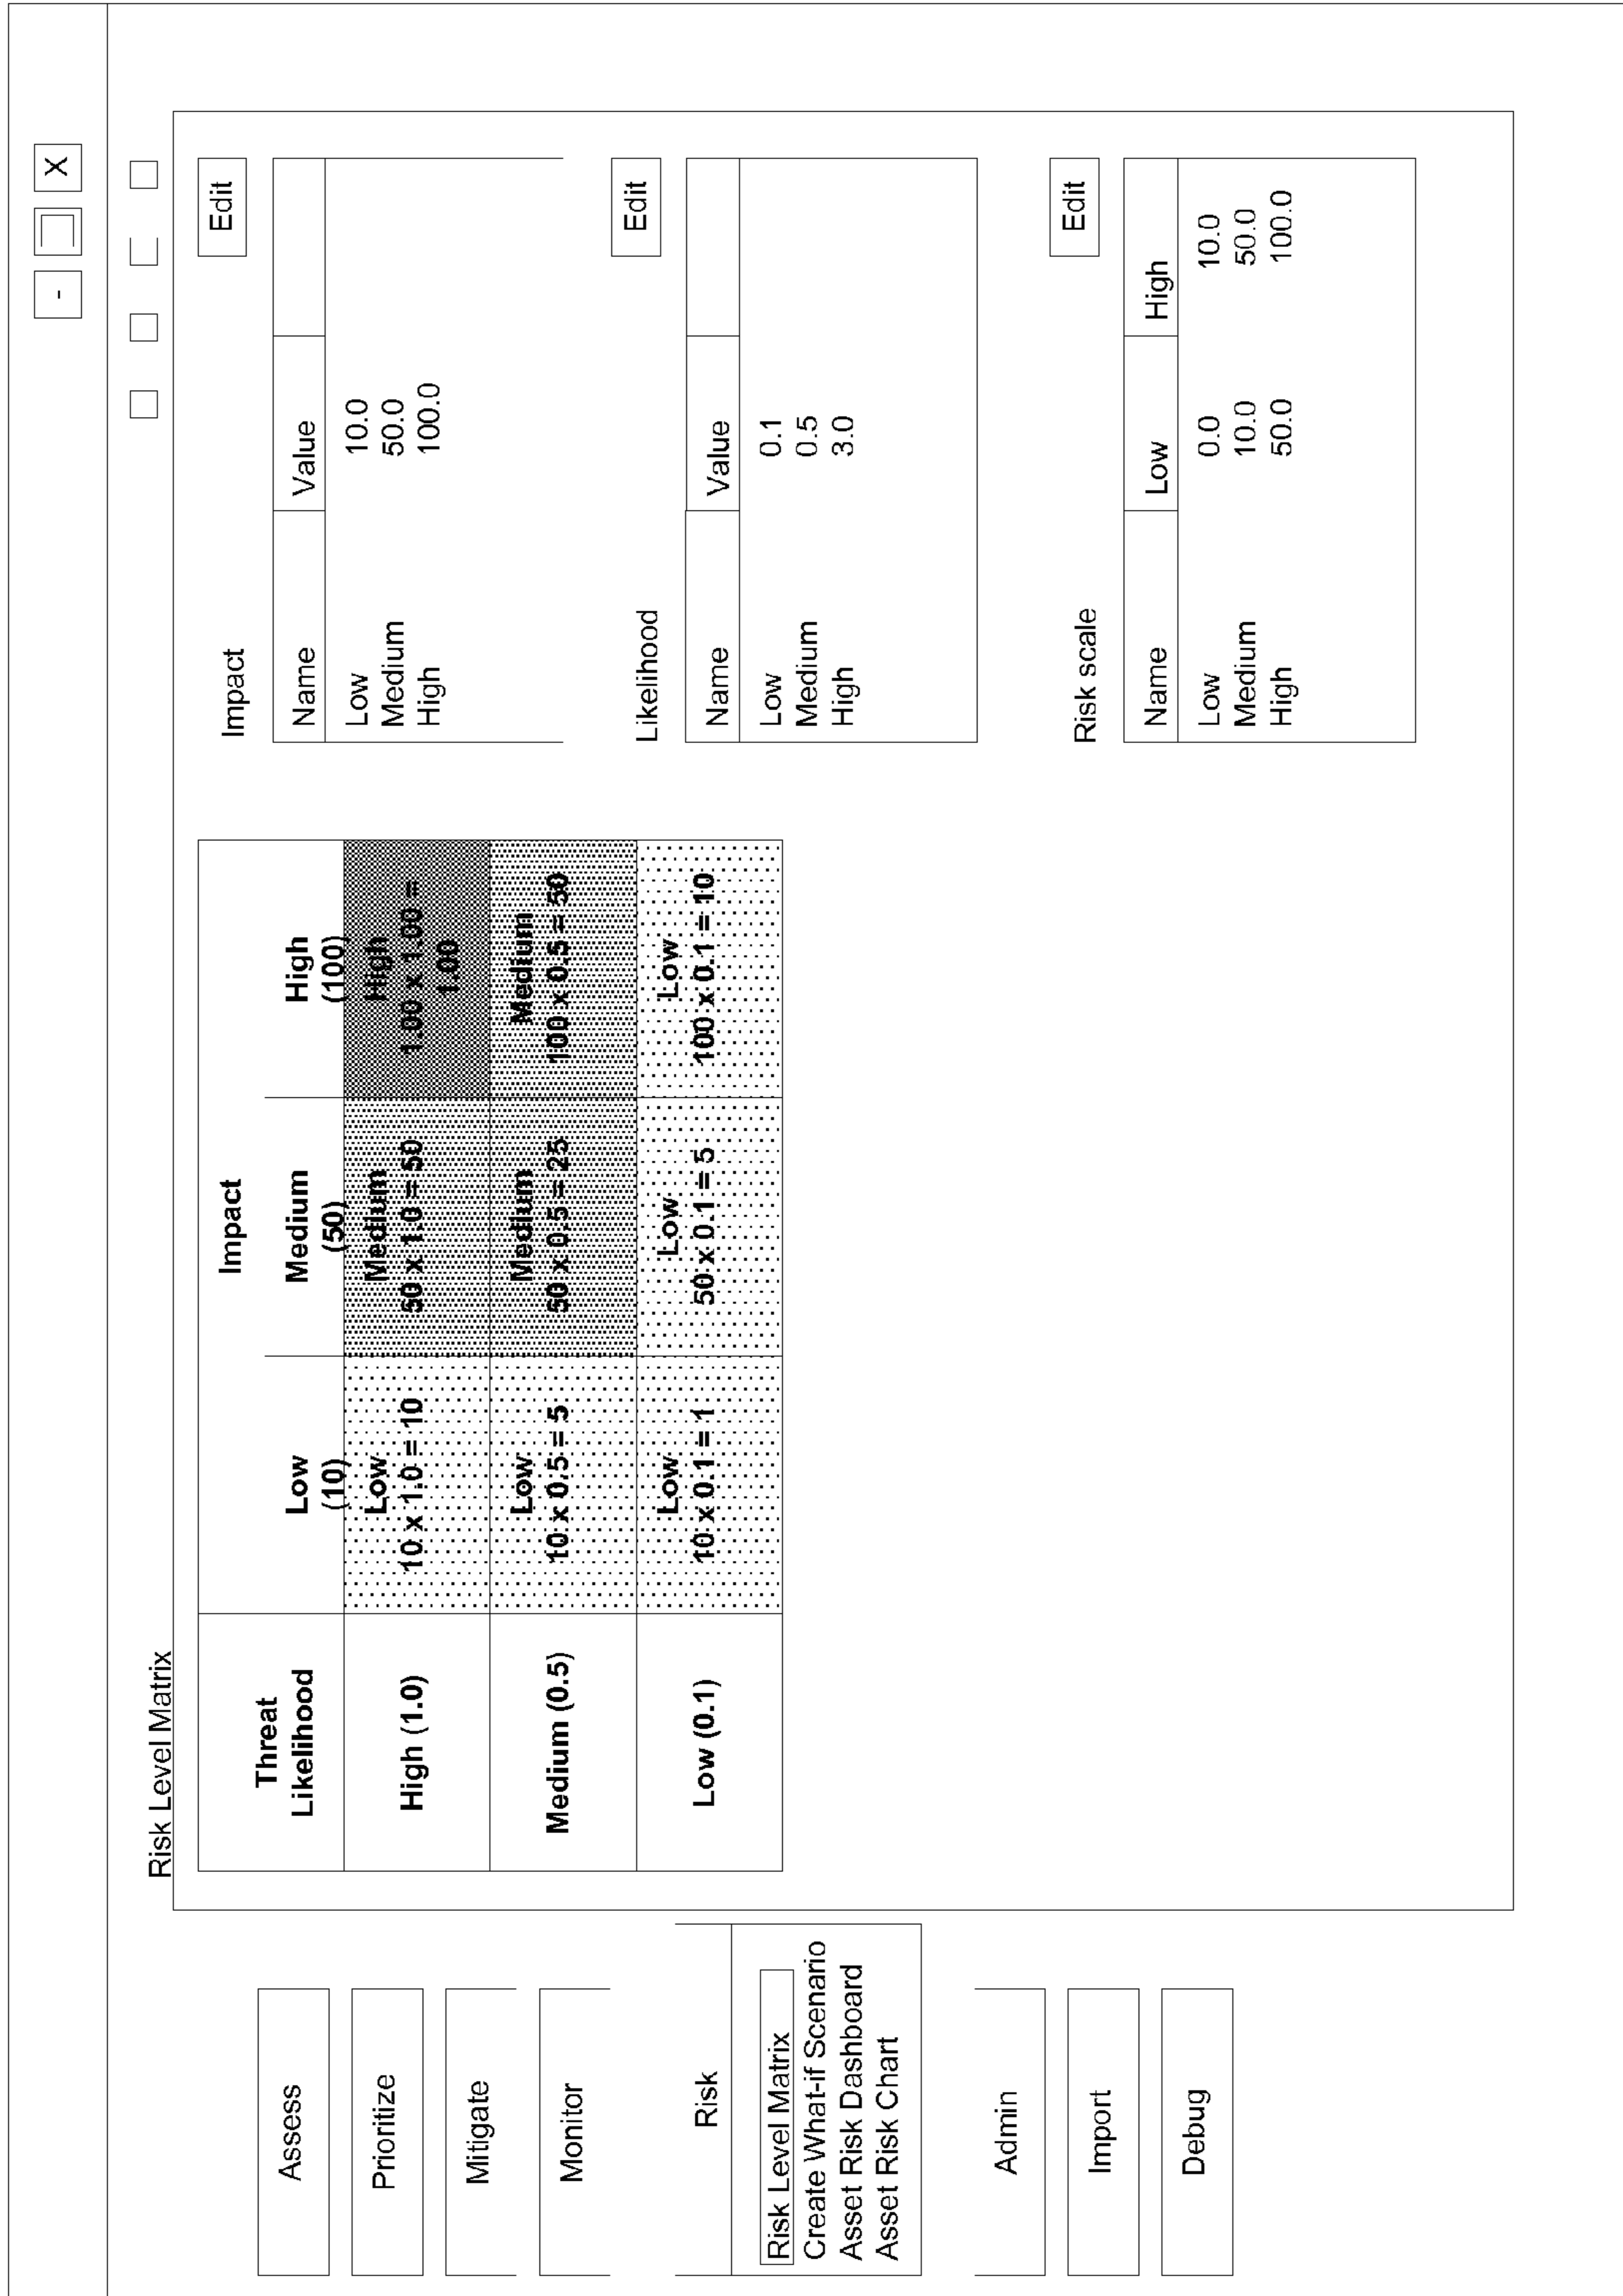 - X
Risk Level Matrix
Assess
Prioritize
Mitigate
Monitor
Risk
Risk Level Matrix
Create What-if Scenario
Asset Risk Dashboard
Asset Risk Chart
Admin
Import
Debug
Threat
Likelihood
Impact
Low
(10)
Medium
(50)
High
(100)
High (1.0)
Low
10 x 1.0 = 10
Medium
50 x 1.0 = 50
High
1.00 x 1.00 =
1.00
Medium (0.5)
Low
10 x 0.5 = 5
Medium
50 x 0.5 = 25
Medium
100 x 0.5 = 50
Low (0.1)
Low
10 x 0.1 = 1
Low
50 x 0.1 = 5
Low
100 x 0.1 = 10
Impact
Edit
Name Value
Low 10.0
Medium 50.0
High 100.0
Likelihood
Edit
Name Value
Low 0.1
Medium 0.5
High 3.0
Risk scale
Edit
Name Low High
Low 0.0 10.0
Medium 10.0 50.0
High 50.0 100.0